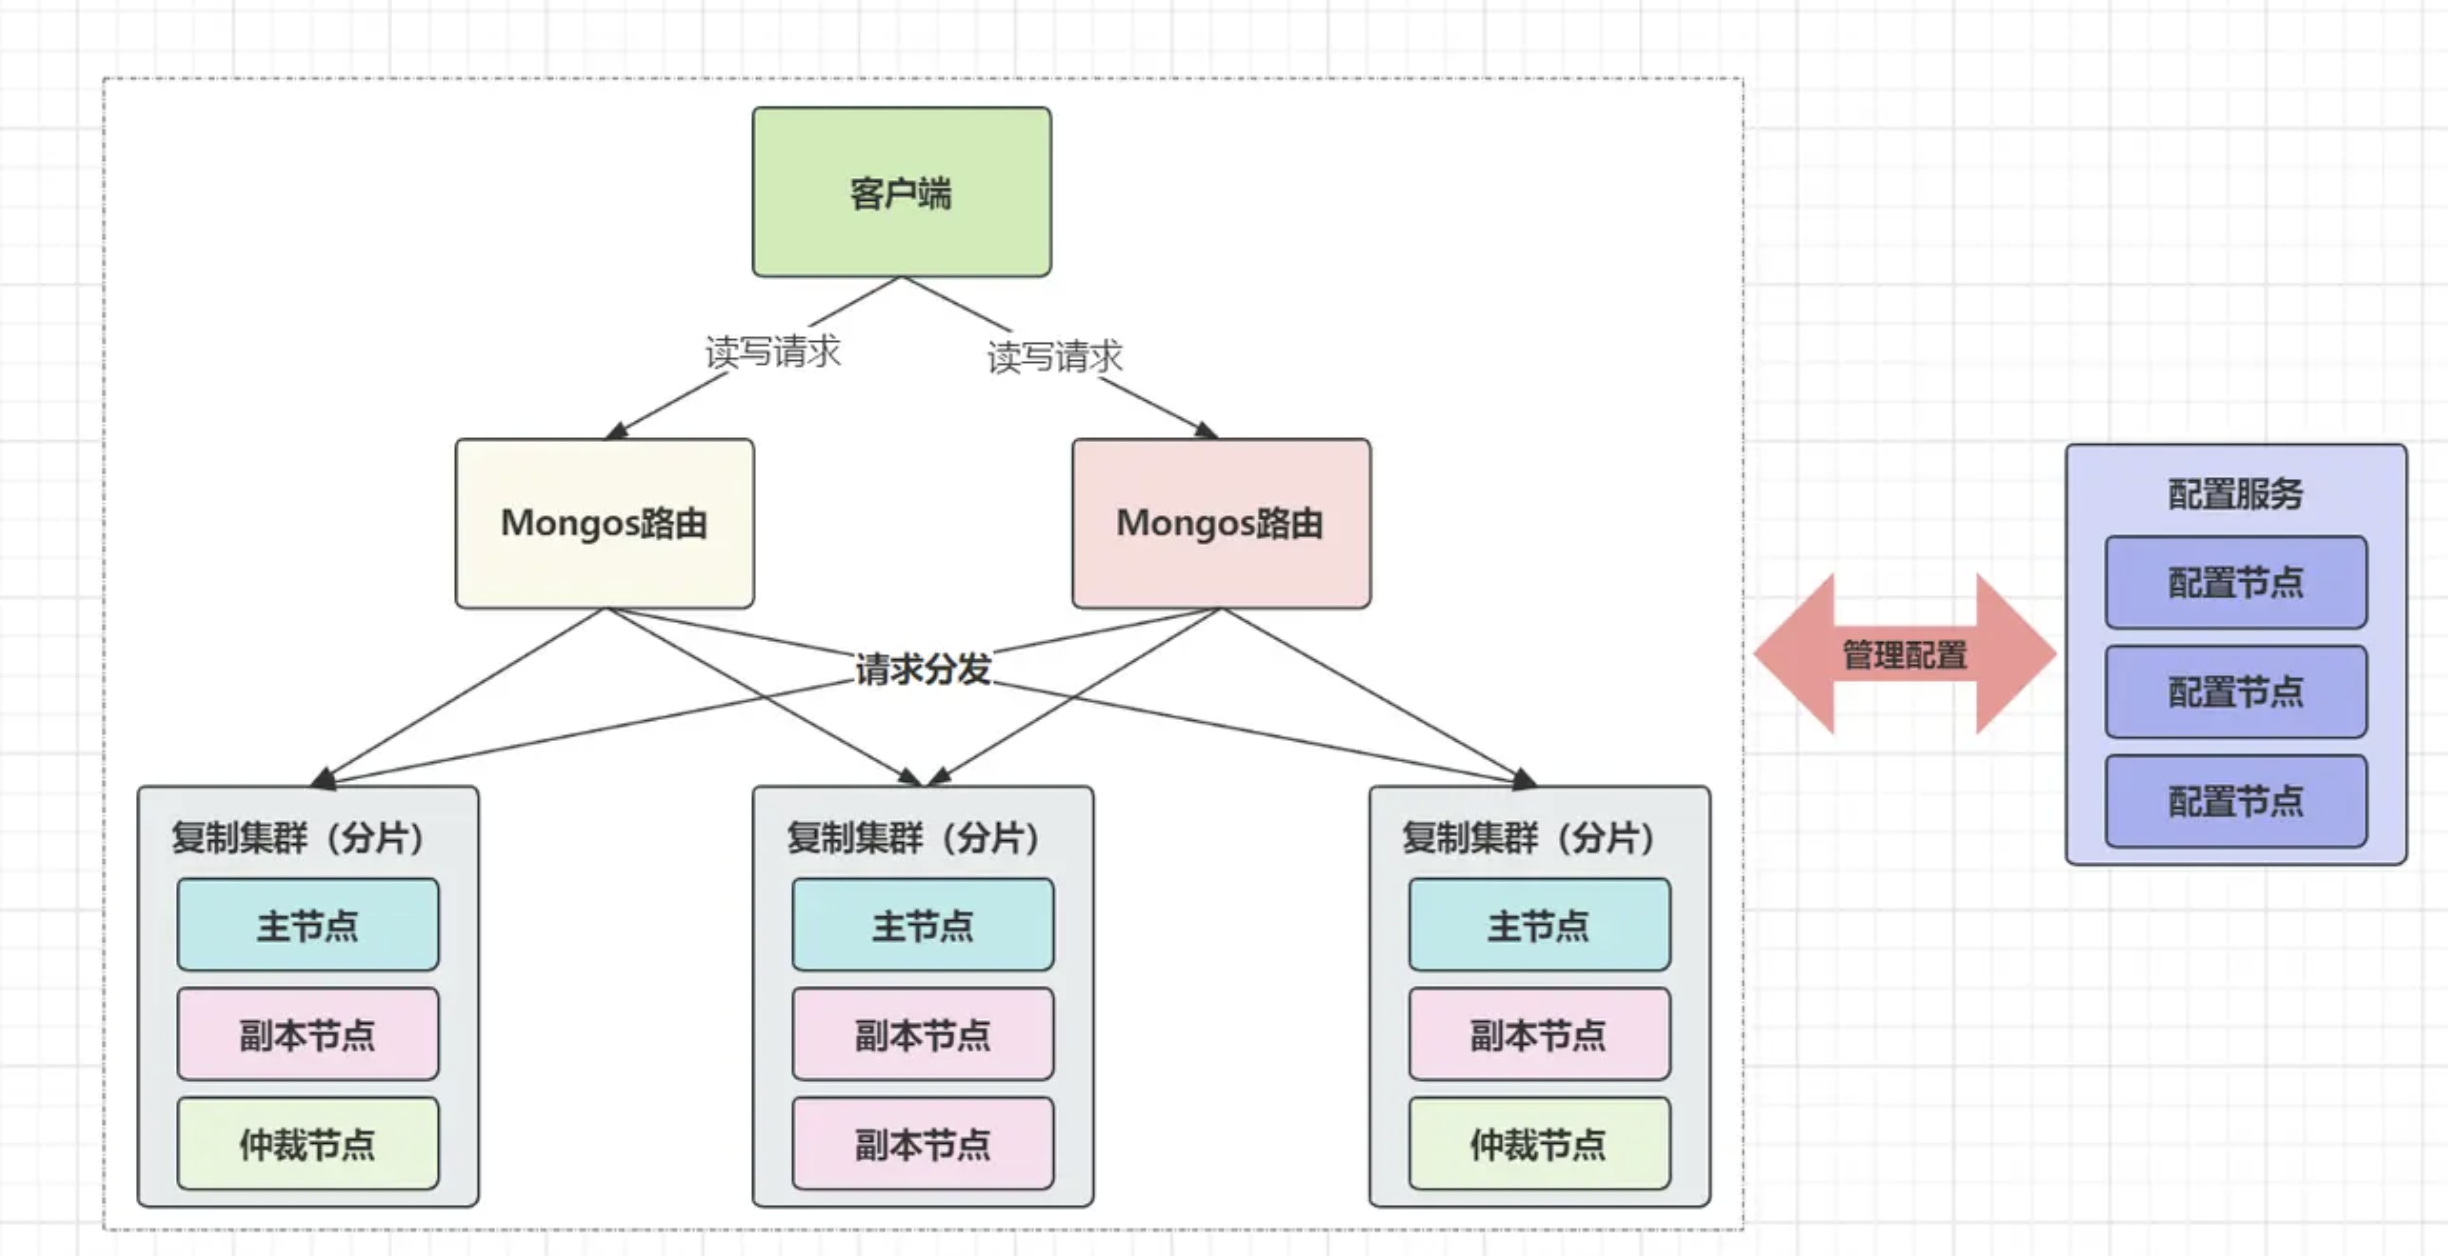 客户端
读写请求
读写请求
Mongos路由
Mongos路由
请求分发
复制集群（分片）
主节点
副本节点
仲裁节点
复制集群（分片）
主节点
副本节点
副本节点
复制集群（分片）
主节点
副本节点
仲裁节点
管理配置
配置服务
配置节点
配置节点
配置节点